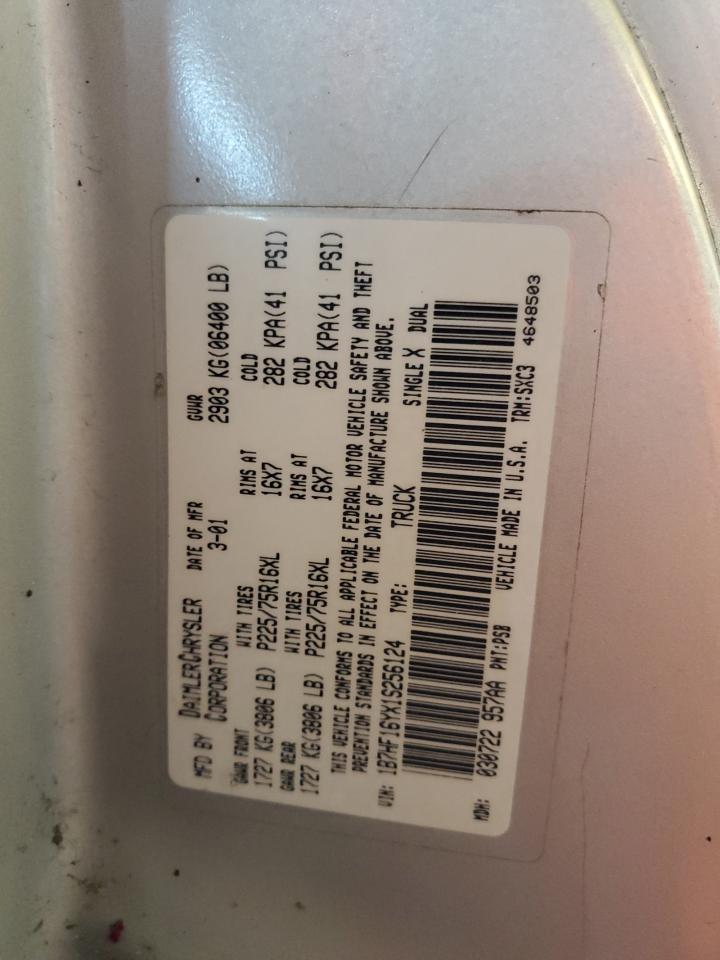 MFD BY DAIMLERCHRYSLER CORPORATION DATE OF MFR 3-01 GVWR 2903 KG(06400 LB)
GAWR FRONT WITH TIRES RIMS AT COLD
1727 KG(3806 LB) P225/75R16XL 16X7 282 KPA(41 PSI)
GAWR REAR WITH TIRES RIMS AT COLD
1727 KG(3806 LB) P225/75R16XL 16X7 282 KPA(41 PSI)
THIS VEHICLE CONFORMS TO ALL APPLICABLE FEDERAL MOTOR VEHICLE SAFETY AND THEFT
PREVENTION STANDARDS IN EFFECT ON THE DATE OF MANUFACTURE SHOWN ABOVE.
VIN: 1B7HF16YX1S256124 TYPE: TRUCK SINGLE X DUAL
MDH: 030722 957AA PNT:PSB VEHICLE MADE IN U.S.A. TRM:SXC3 4648503